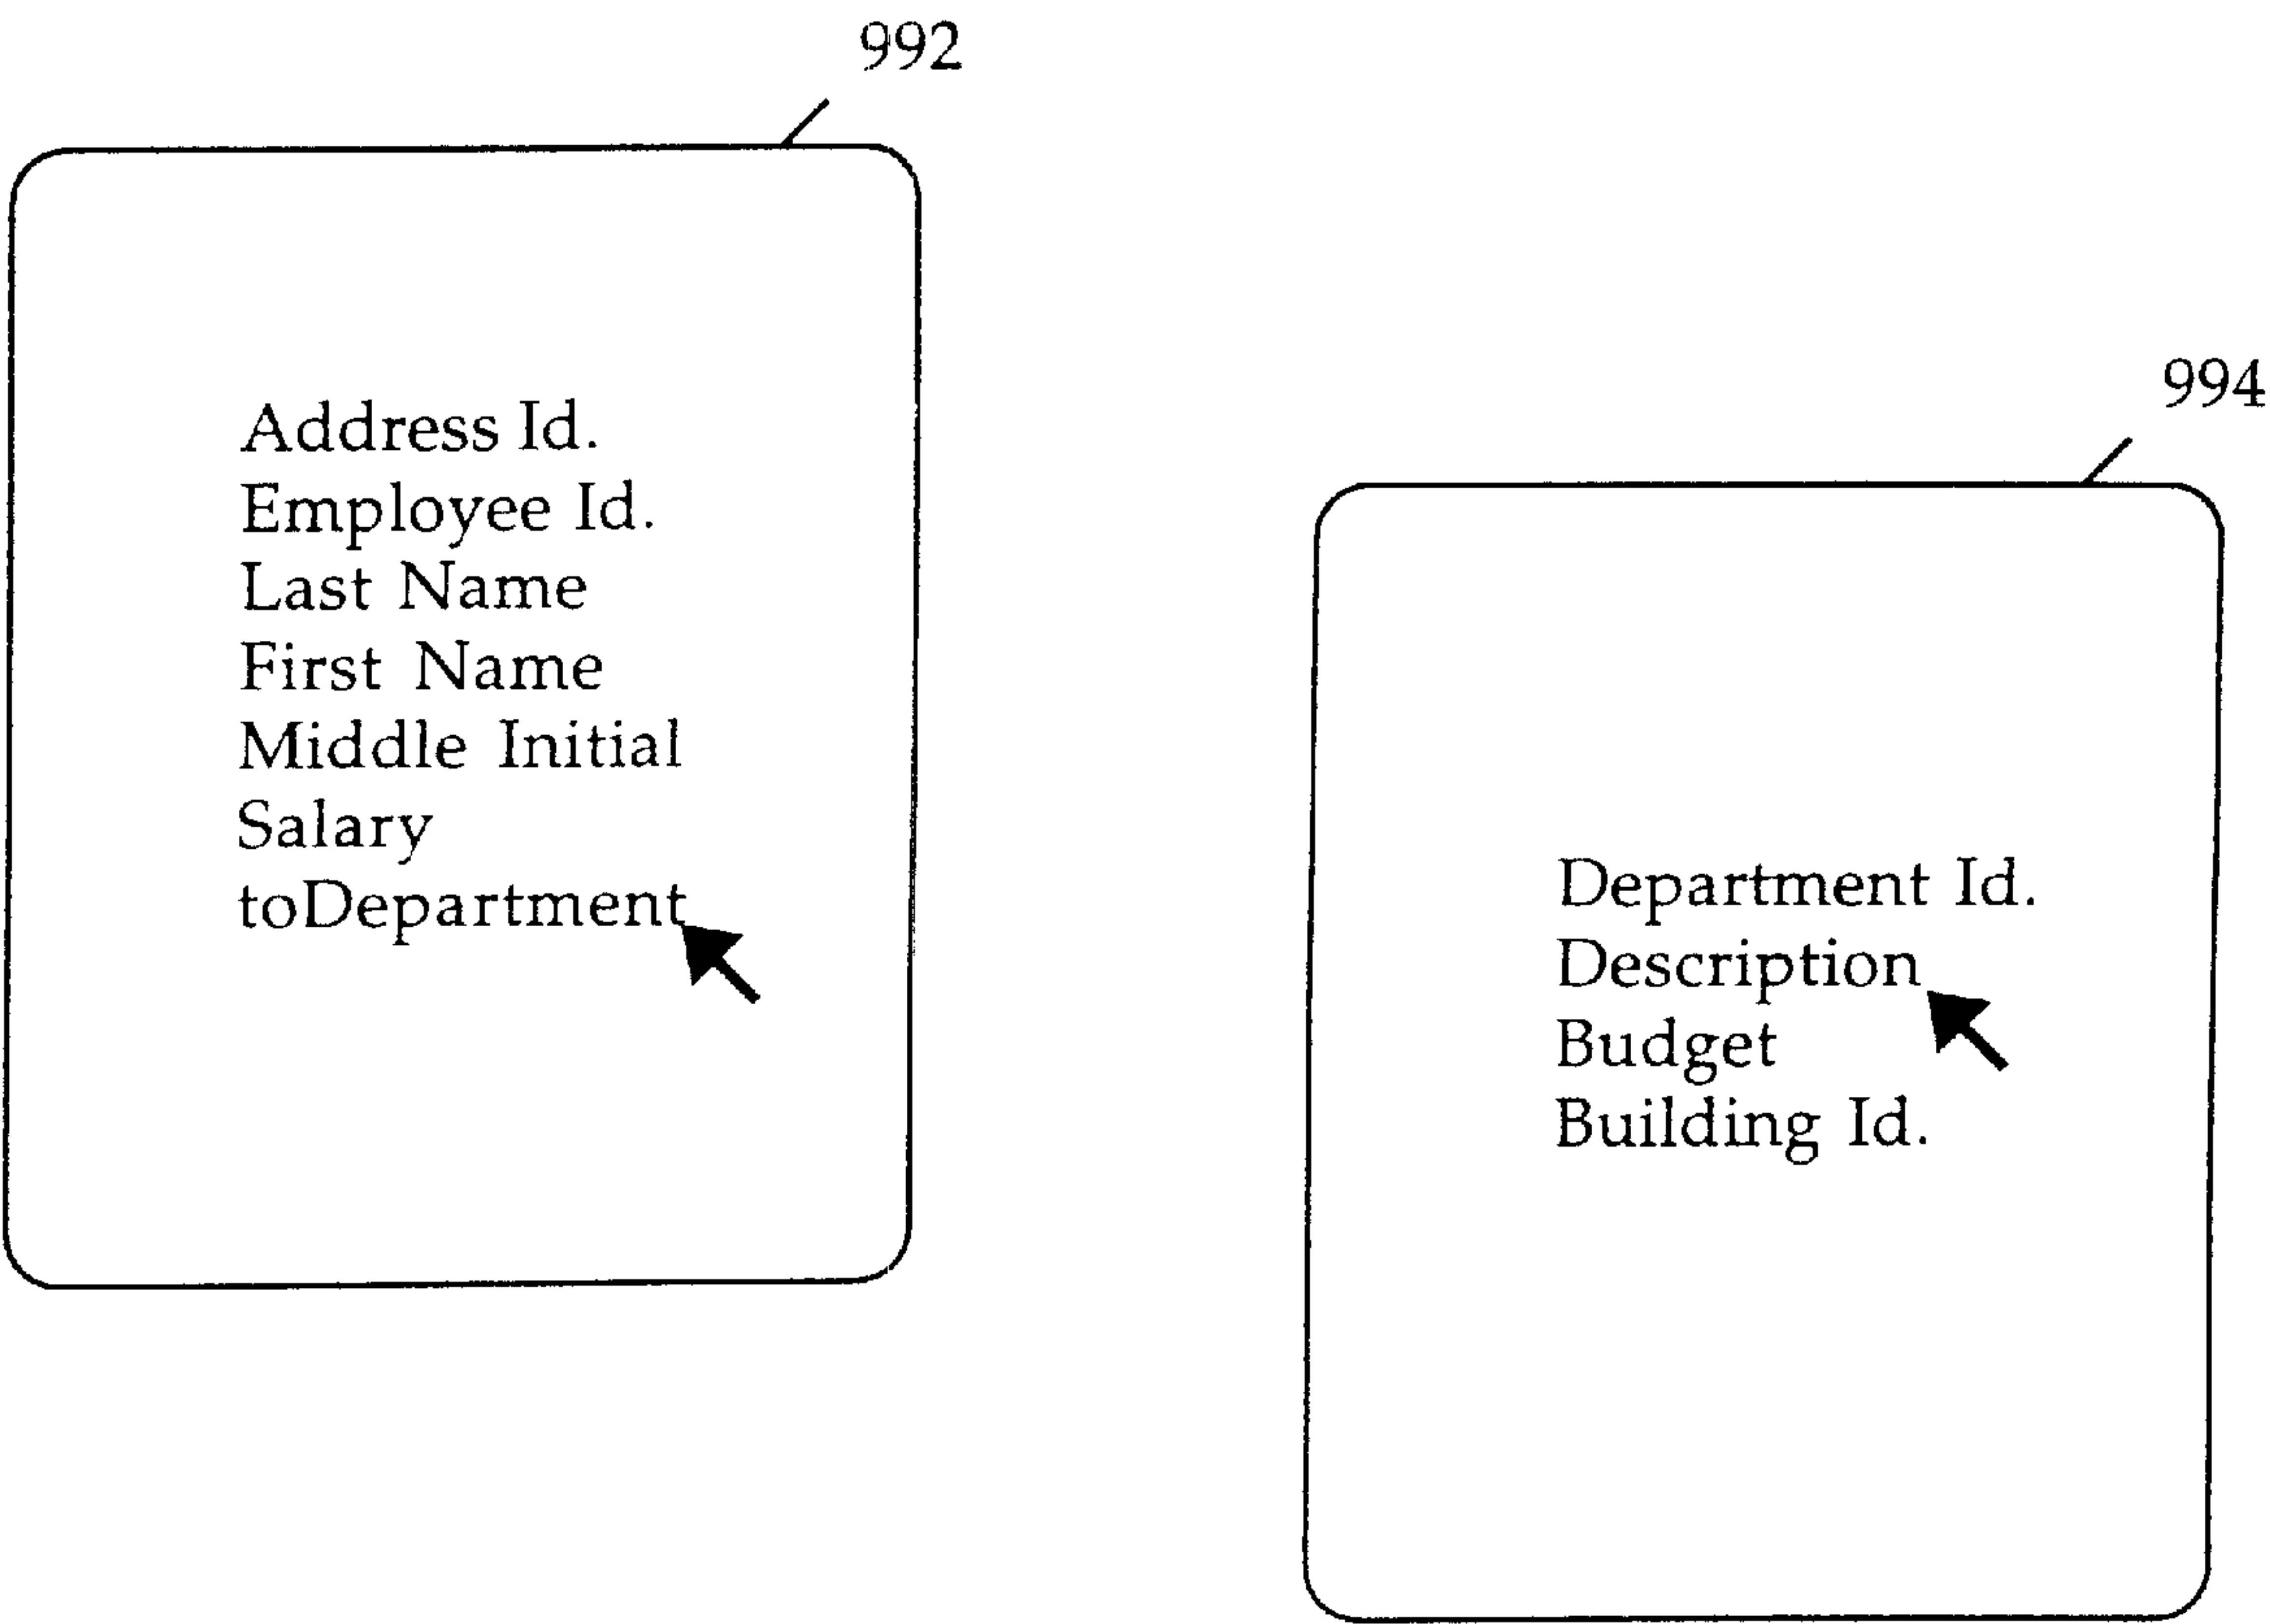 992
Address Id.
Employee Id.
Last Name
First Name
Middle Initial
Salary
toDepartment
994
Department Id.
Description
Budget
Building Id.